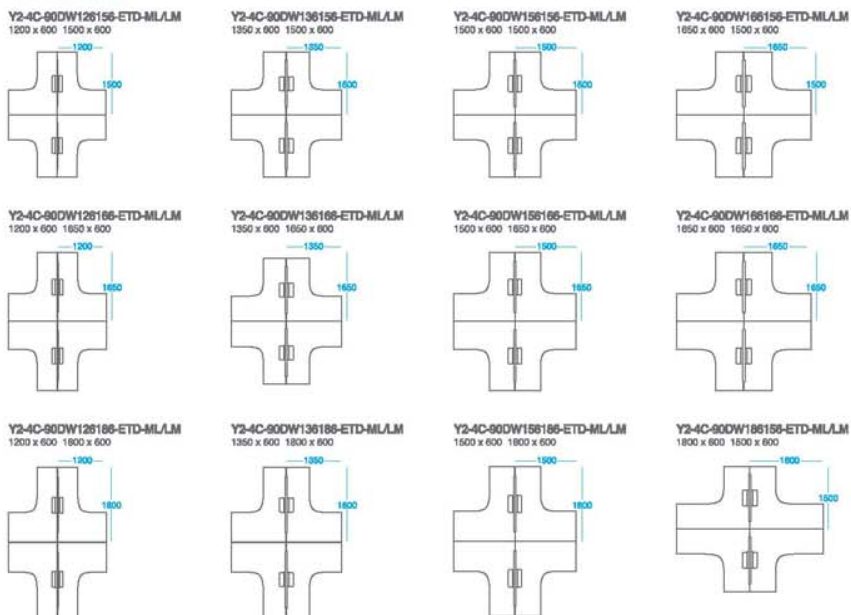 Y2-4C-90DW126156-ETD-ML/LM
1200 x 600 1500 x 600
1200
1500
Y2-4C-90DW136156-ETD-ML/LM
1350 x 600 1500 x 600
1350
1500
Y2-4C-90DW156156-ETD-ML/LM
1500 x 600 1500 x 600
1500
1500
Y2-4C-90DW166156-ETD-ML/LM
1650 x 600 1500 x 600
1650
1500
Y2-4C-90DW126166-ETD-ML/LM
1200 x 600 1650 x 600
1200
1650
Y2-4C-90DW136166-ETD-ML/LM
1350 x 600 1650 x 600
1350
1650
Y2-4C-90DW156166-ETD-ML/LM
1500 x 600 1650 x 600
1500
1650
Y2-4C-90DW166166-ETD-ML/LM
1650 x 600 1650 x 600
1650
1650
Y2-4C-90DW126186-ETD-ML/LM
1200 x 600 1800 x 600
1200
1800
Y2-4C-90DW136186-ETD-ML/LM
1350 x 600 1800 x 600
1350
1800
Y2-4C-90DW156186-ETD-ML/LM
1500 x 600 1800 x 600
1500
1800
Y2-4C-90DW186156-ETD-ML/LM
1800 x 600 1500 x 600
1800
1500